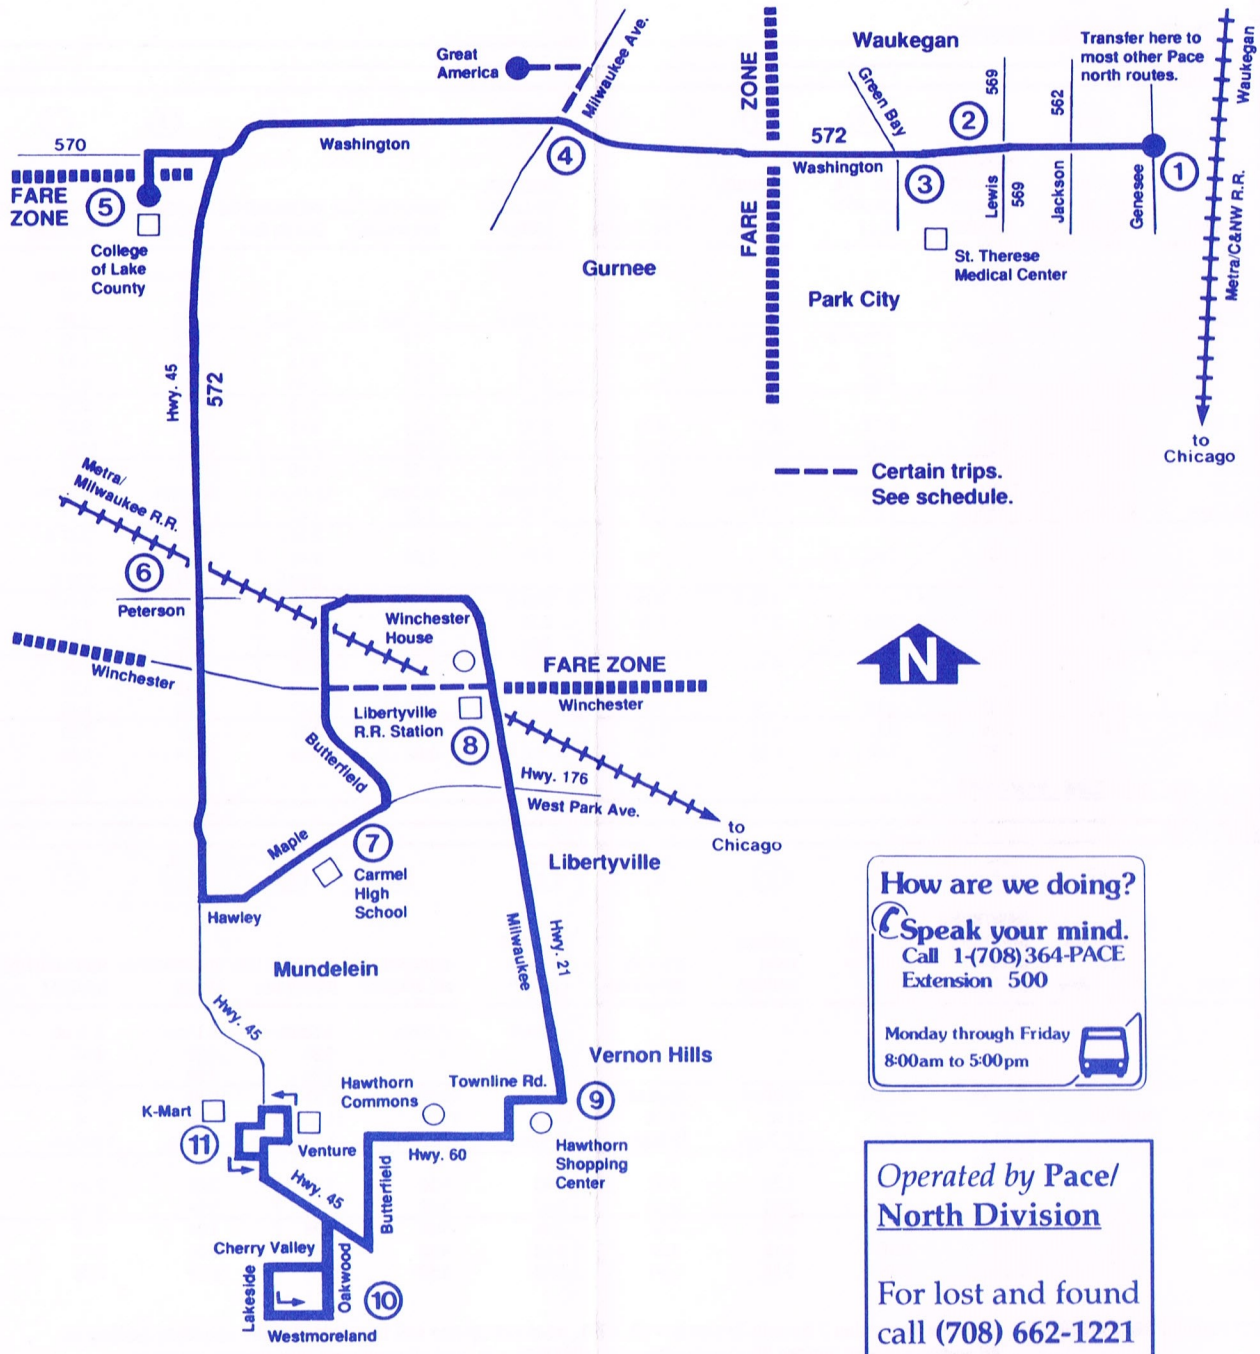 Great
America
Milwaukee Ave.
ZONE
FARE
Waukegan
Transfer here to
most other Pace
north routes.
Waukegan
Metra/C&NW R.R.
to
Chicago
Green Bay
569
562
570
Washington
572
Washington
1
2
3
4
5
FARE
ZONE
College
of Lake
County
Lewis
569
Jackson
Genesee
St. Therese
Medical Center
Gurnee
Park City
Hwy. 45
572
Certain trips.
See schedule.
Metra/
Milwaukee R.R.
6
Peterson
Winchester
Winchester
House
FARE ZONE
Winchester
N
Libertyville
R.R. Station
8
Butterfield
Hwy. 176
West Park Ave.
to
Chicago
Maple
7
Carmel
High
School
Libertyville
Hawley
Milwaukee
Hwy. 21
Mundelein
Hwy. 45
How are we doing?
Speak your mind.
Call 1-(708) 364-PACE
Extension 500
Monday through Friday
8:00am to 5:00pm
Vernon Hills
Hawthorn
Commons
Townline Rd.
9
K-Mart
11
Venture
Hwy. 60
Hawthorn
Shopping
Center
Hwy. 45
Butterfield
Cherry Valley
Lakeside
Oakwood
10
Westmoreland
Operated by Pace/
North Division
For lost and found
call (708) 662-1221